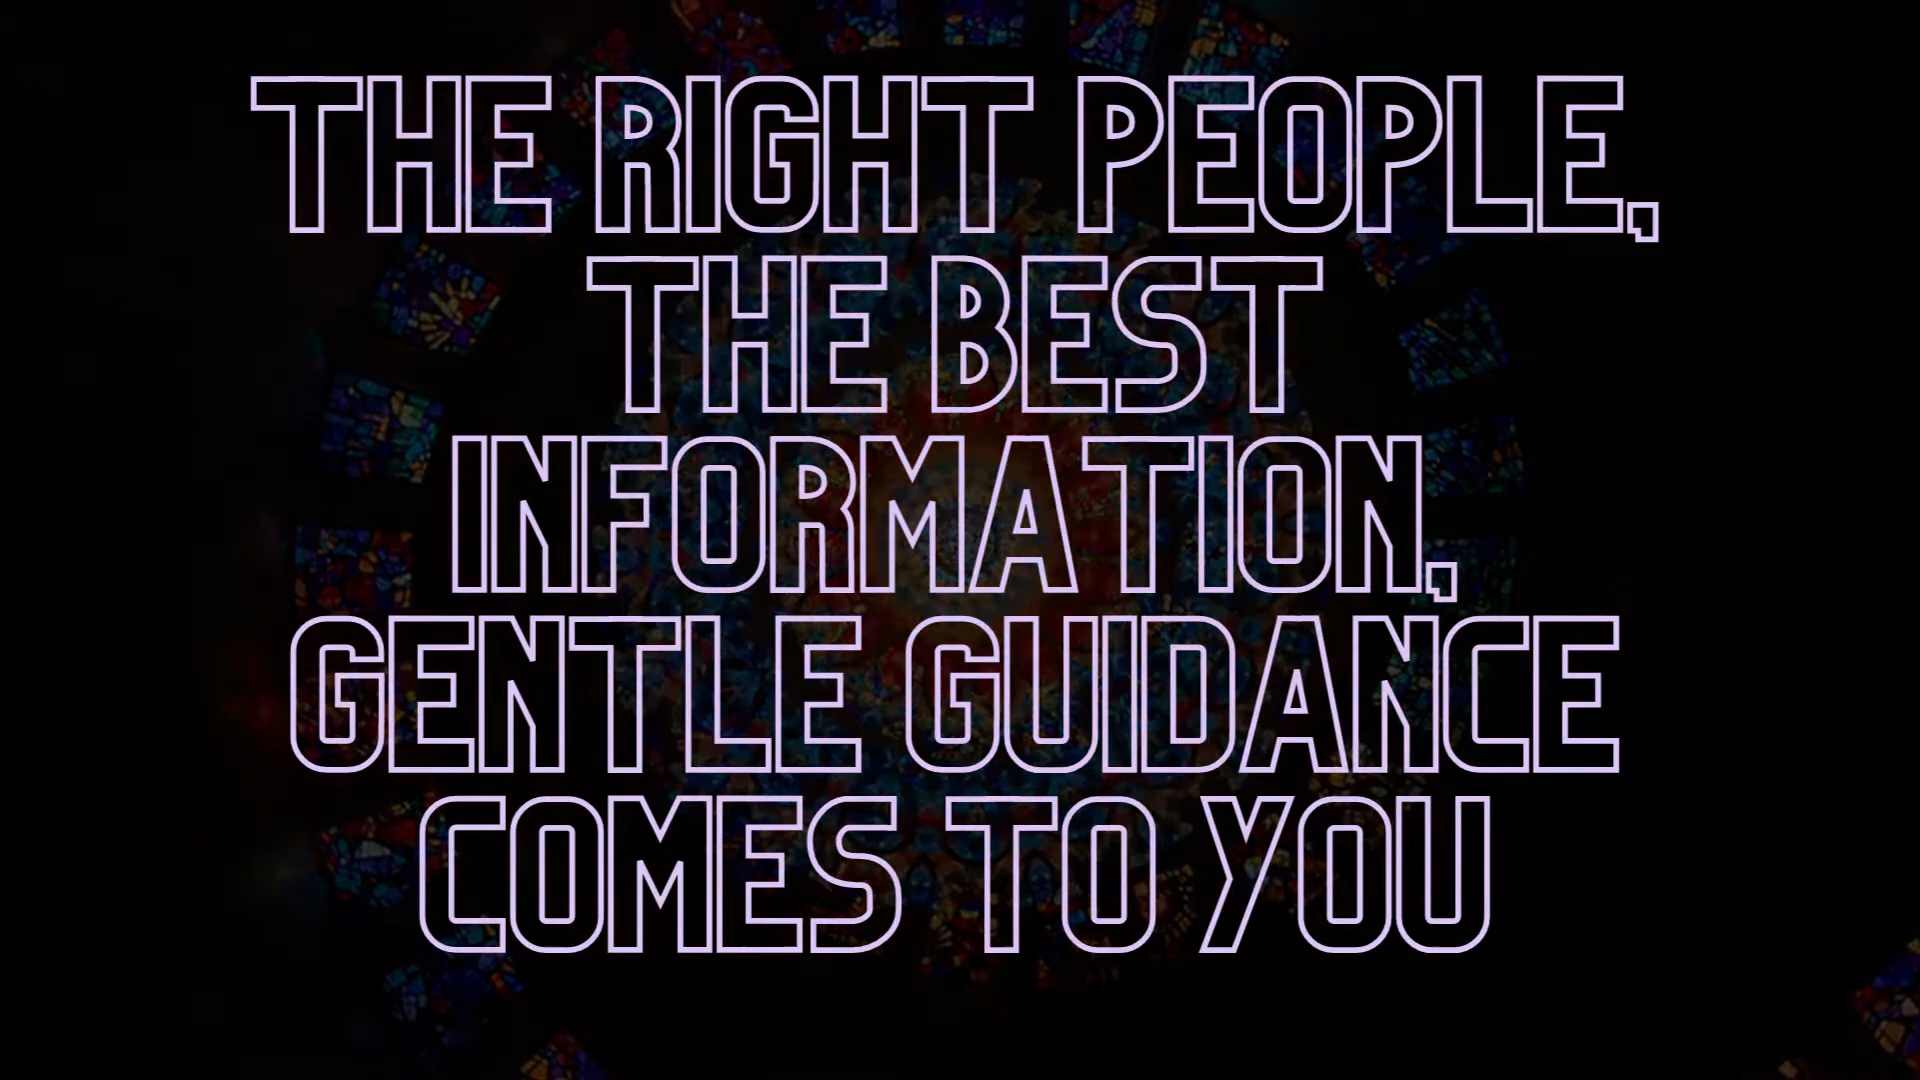 THE RIGHT PEOPLE,
THE BEST
INFORMATION,
GENTLE GUIDANCE
COMES TO YOU